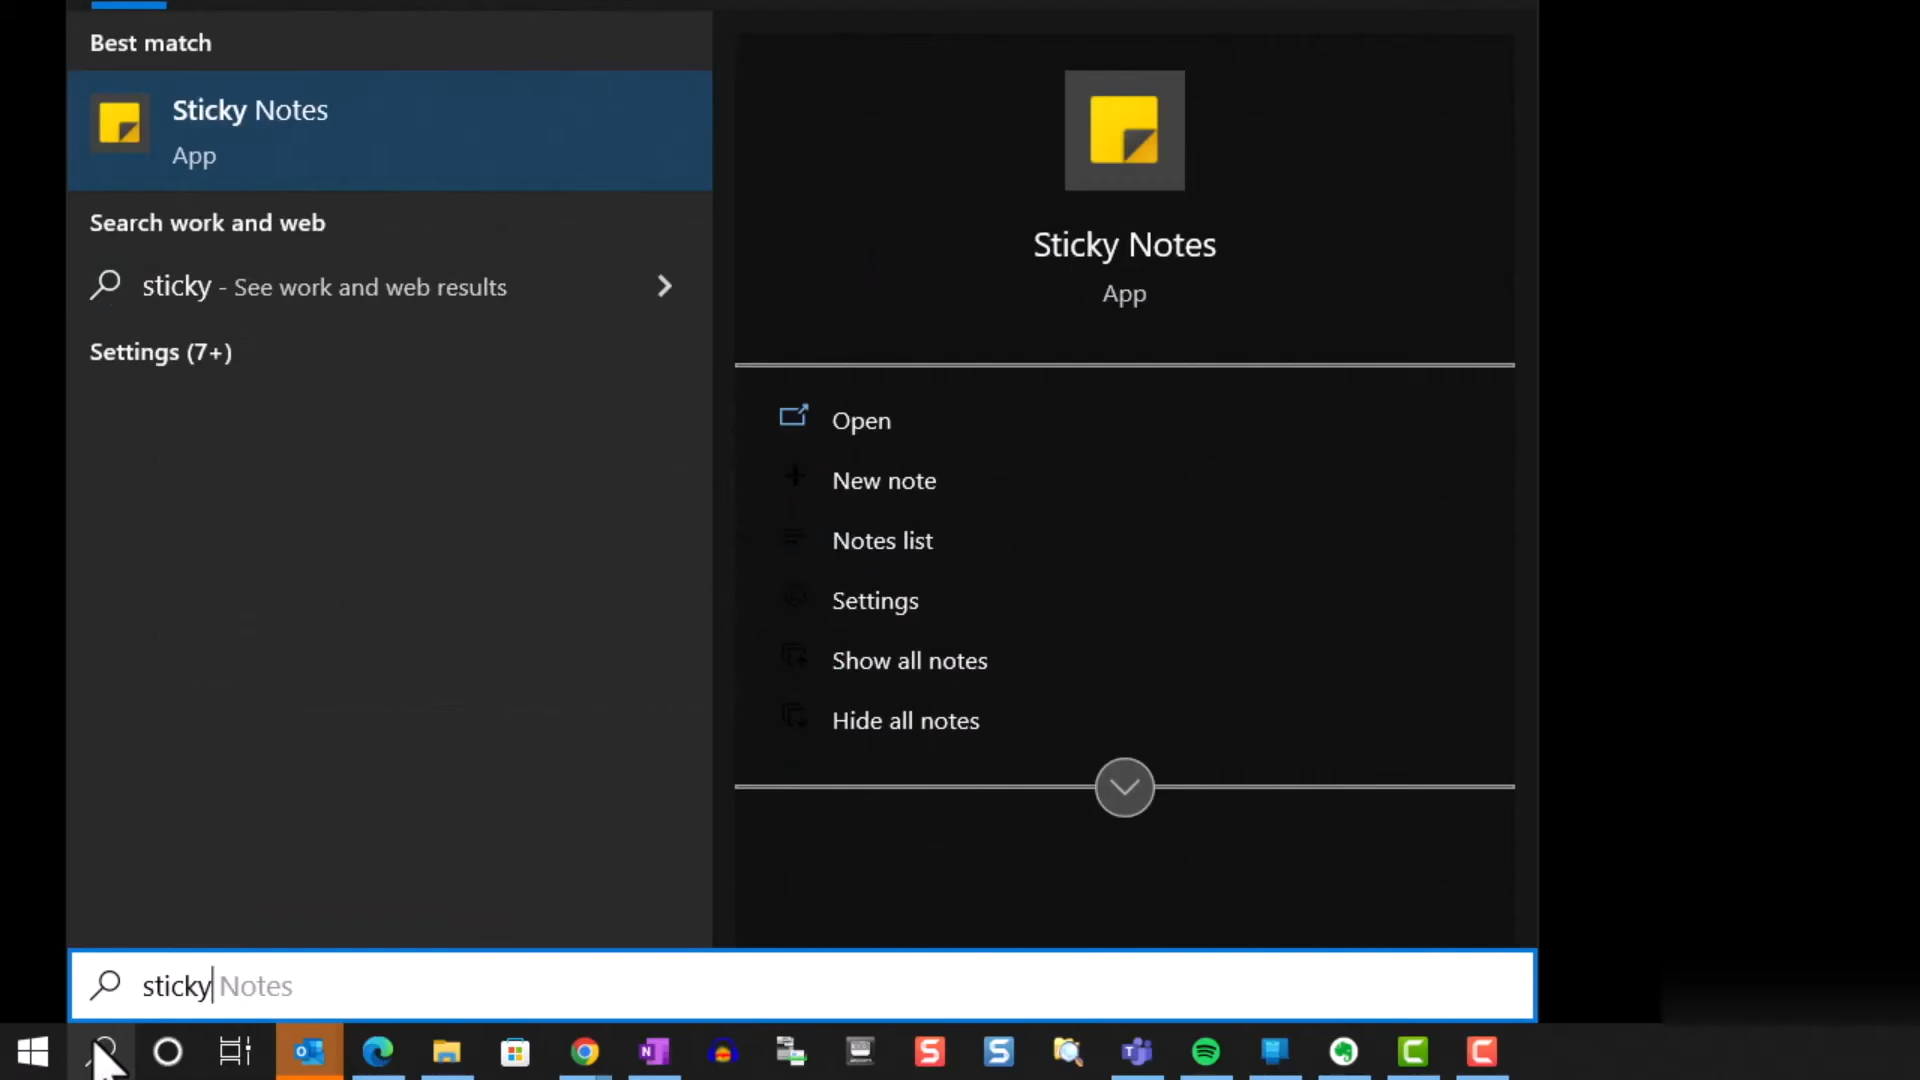 Best match
Sticky Notes
App
Search work and web
sticky - See work and web results
Settings (7+)
Sticky Notes
App
Open
New note
Notes list
Settings
Show all notes
Hide all notes
sticky Notes